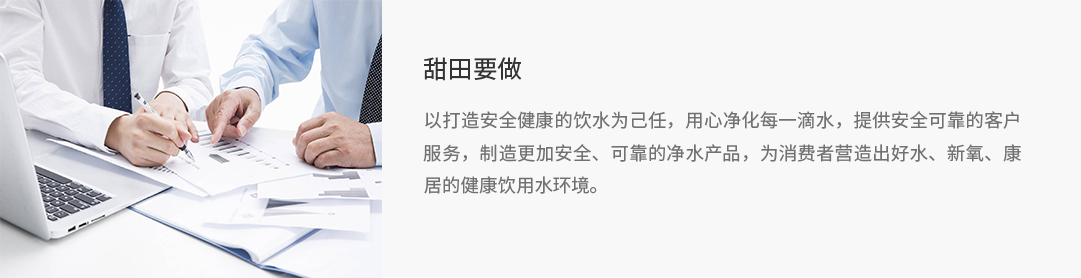 甜田要做
以打造安全健康的饮水为己任，用心净化每一滴水，提供安全可靠的客户
服务，制造更加安全、可靠的净水产品，为消费者营造出好水、新氧、康
居的健康饮用水环境。